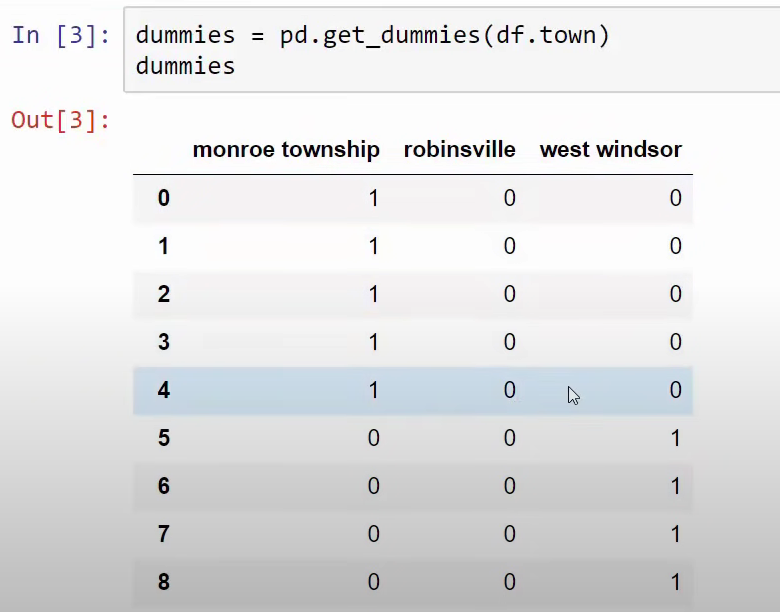 In [3]: dummies = pd.get_dummies(df.town)
dummies
Out[3]:
monroe township robinsville west windsor
0 1 0 0
1 1 0 0
2 1 0 0
3 1 0 0
4 1 0 0
5 0 0 1
6 0 0 1
7 0 0 1
8 0 0 1